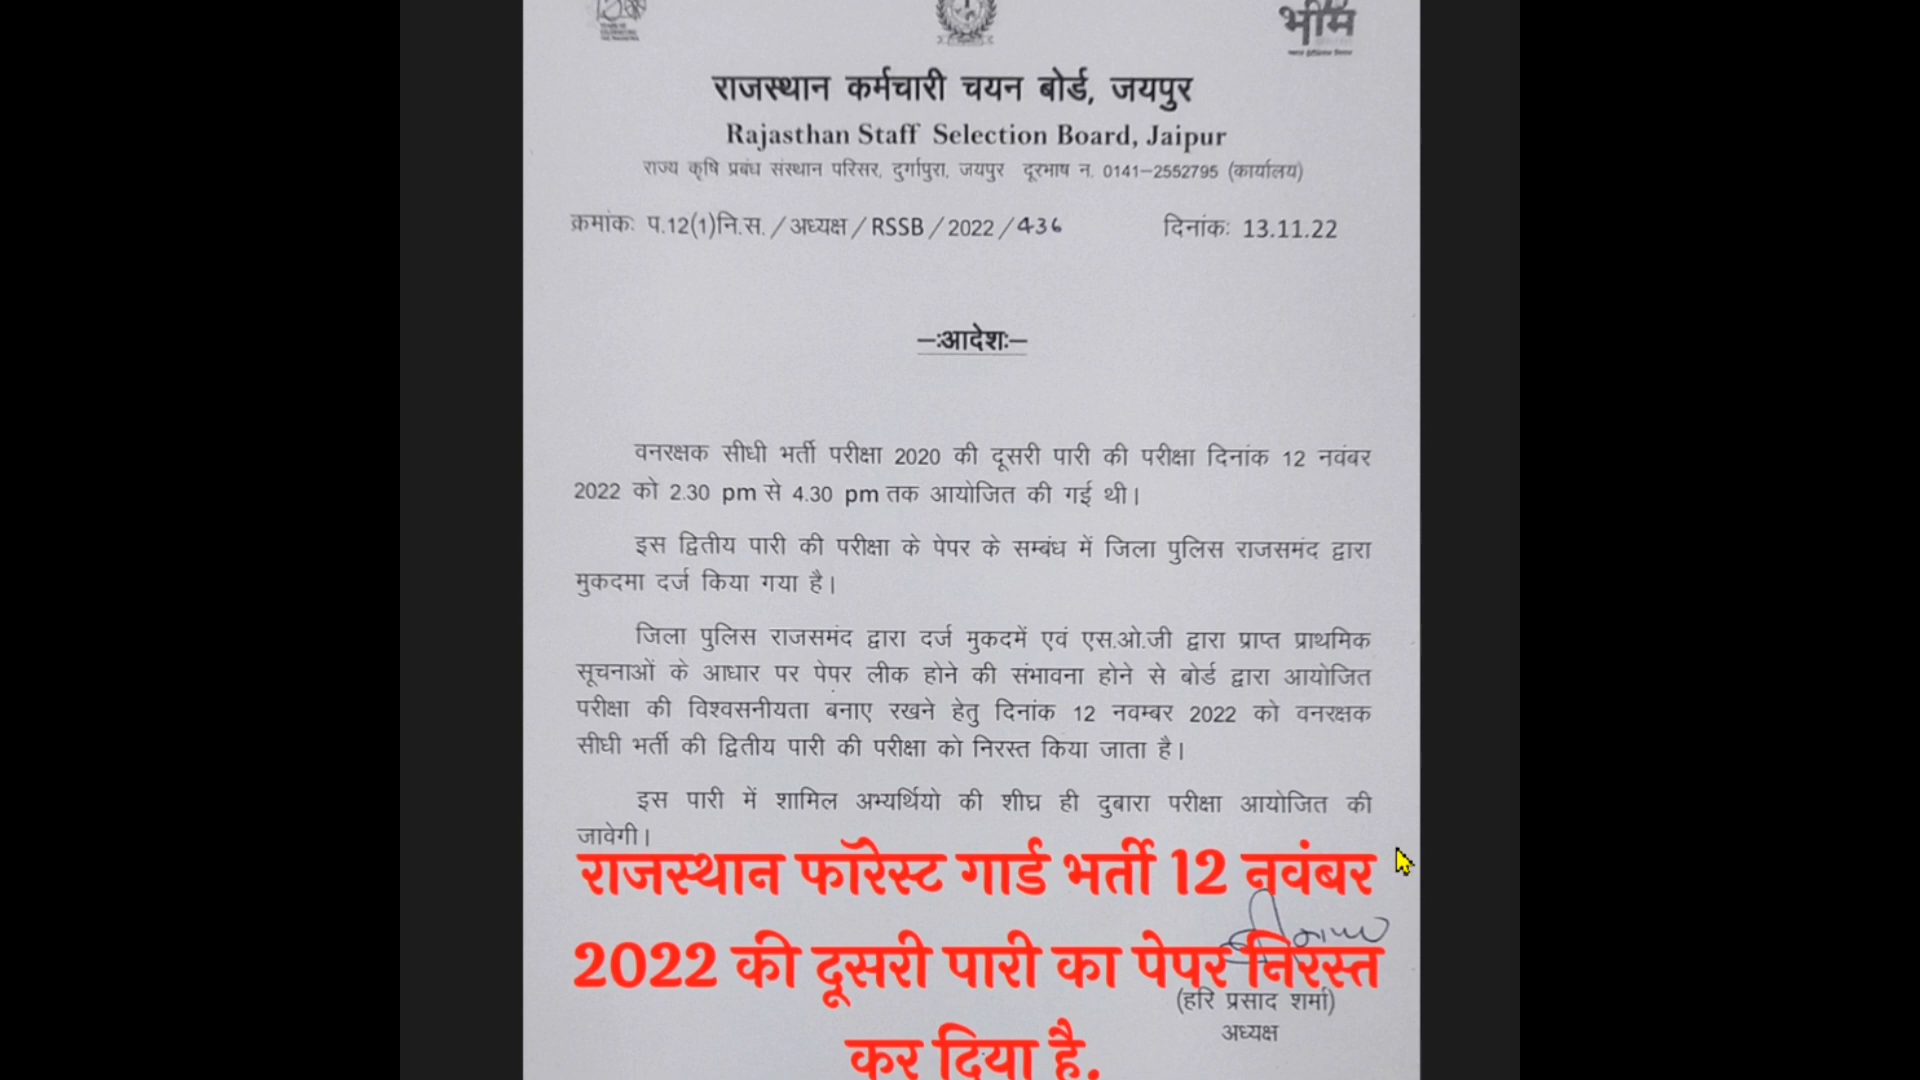 भीम
राजस्थान कर्मचारी चयन बोर्ड, जयपुर
Rajasthan Staff Selection Board, Jaipur
राज्य कृषि प्रबंध संस्थान परिसर, दुर्गापुरा, जयपुर दूरभाष न. 0141–2552795 (कार्यालय)
क्रमांकः प.12(1)नि.स. / अध्यक्ष / RSSB / 2022 / 436 दिनांकः 13.11.22
–:आदेशः–
वनरक्षक सीधी भर्ती परीक्षा 2020 की दूसरी पारी की परीक्षा दिनांक 12 नवंबर
2022 को 2.30 pm से 4.30 pm तक आयोजित की गई थी।
इस द्वितीय पारी की परीक्षा के पेपर के सम्बंध में जिला पुलिस राजसमंद द्वारा
मुकदमा दर्ज किया गया है।
जिला पुलिस राजसमंद द्वारा दर्ज मुकदमें एवं एस.ओ.जी द्वारा प्राप्त प्राथमिक
सूचनाओं के आधार पर पेपर लीक होने की संभावना होने से बोर्ड द्वारा आयोजित
परीक्षा की विश्वसनीयता बनाए रखने हेतु दिनांक 12 नवम्बर 2022 को वनरक्षक
सीधी भर्ती की द्वितीय पारी की परीक्षा को निरस्त किया जाता है।
इस पारी में शामिल अभ्यर्थियो की शीघ्र ही दुबारा परीक्षा आयोजित की
जावेगी।
राजस्थान फॉरेस्ट गार्ड भर्ती 12 नवंबर
2022 की दूसरी पारी का पेपर निरस्त
कर दिया है.
(हरि प्रसाद शर्मा)
अध्यक्ष